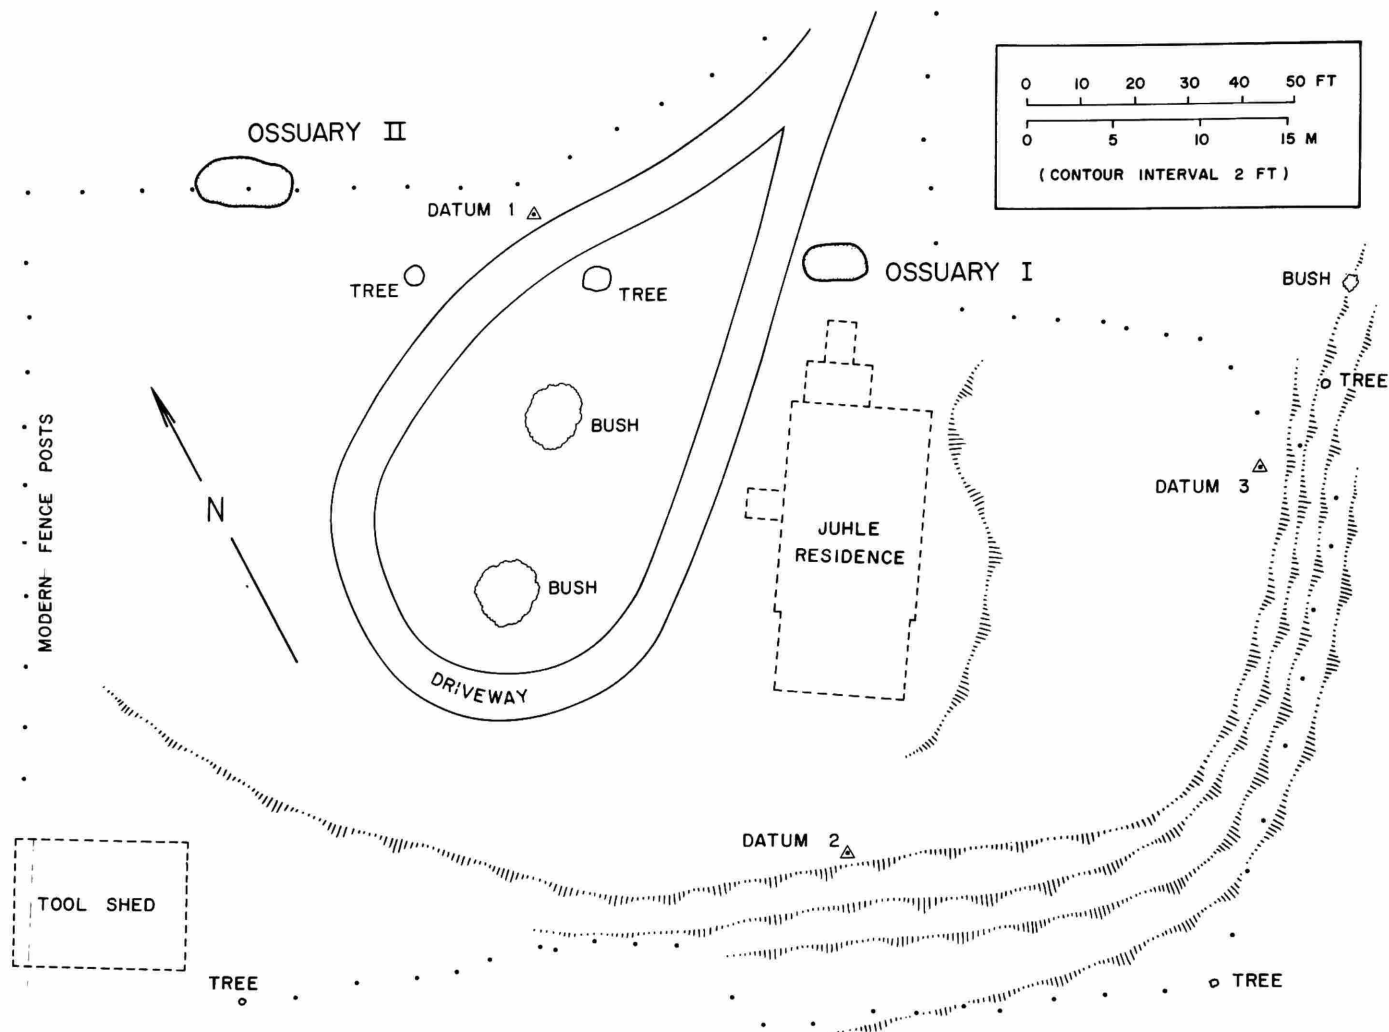 0 10 20 30 40 50 FT
0 5 10 15 M
(CONTOUR INTERVAL 2 FT)
OSSUARY II
DATUM 1
OSSUARY I
TREE
TREE
BUSH
TREE
BUSH
DATUM 3
N
MODERN FENCE POSTS
JUHLE
RESIDENCE
BUSH
DRIVEWAY
DATUM 2
TOOL SHED
TREE
TREE